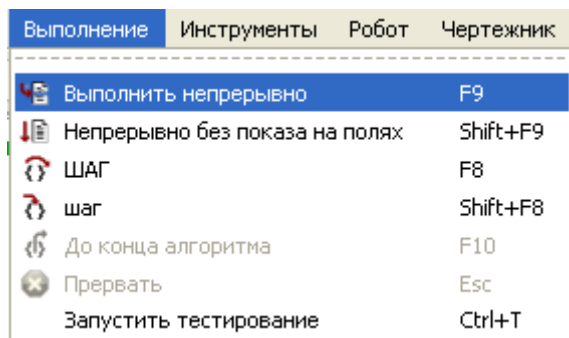 Выполнение Инструменты Робот Чертежник
Выполнить непрерывно F9
Непрерывно без показа на полях Shift+F9
ШАГ F8
шаг Shift+F8
До конца алгоритма F10
Прервать Esc
Запустить тестирование Ctrl+T